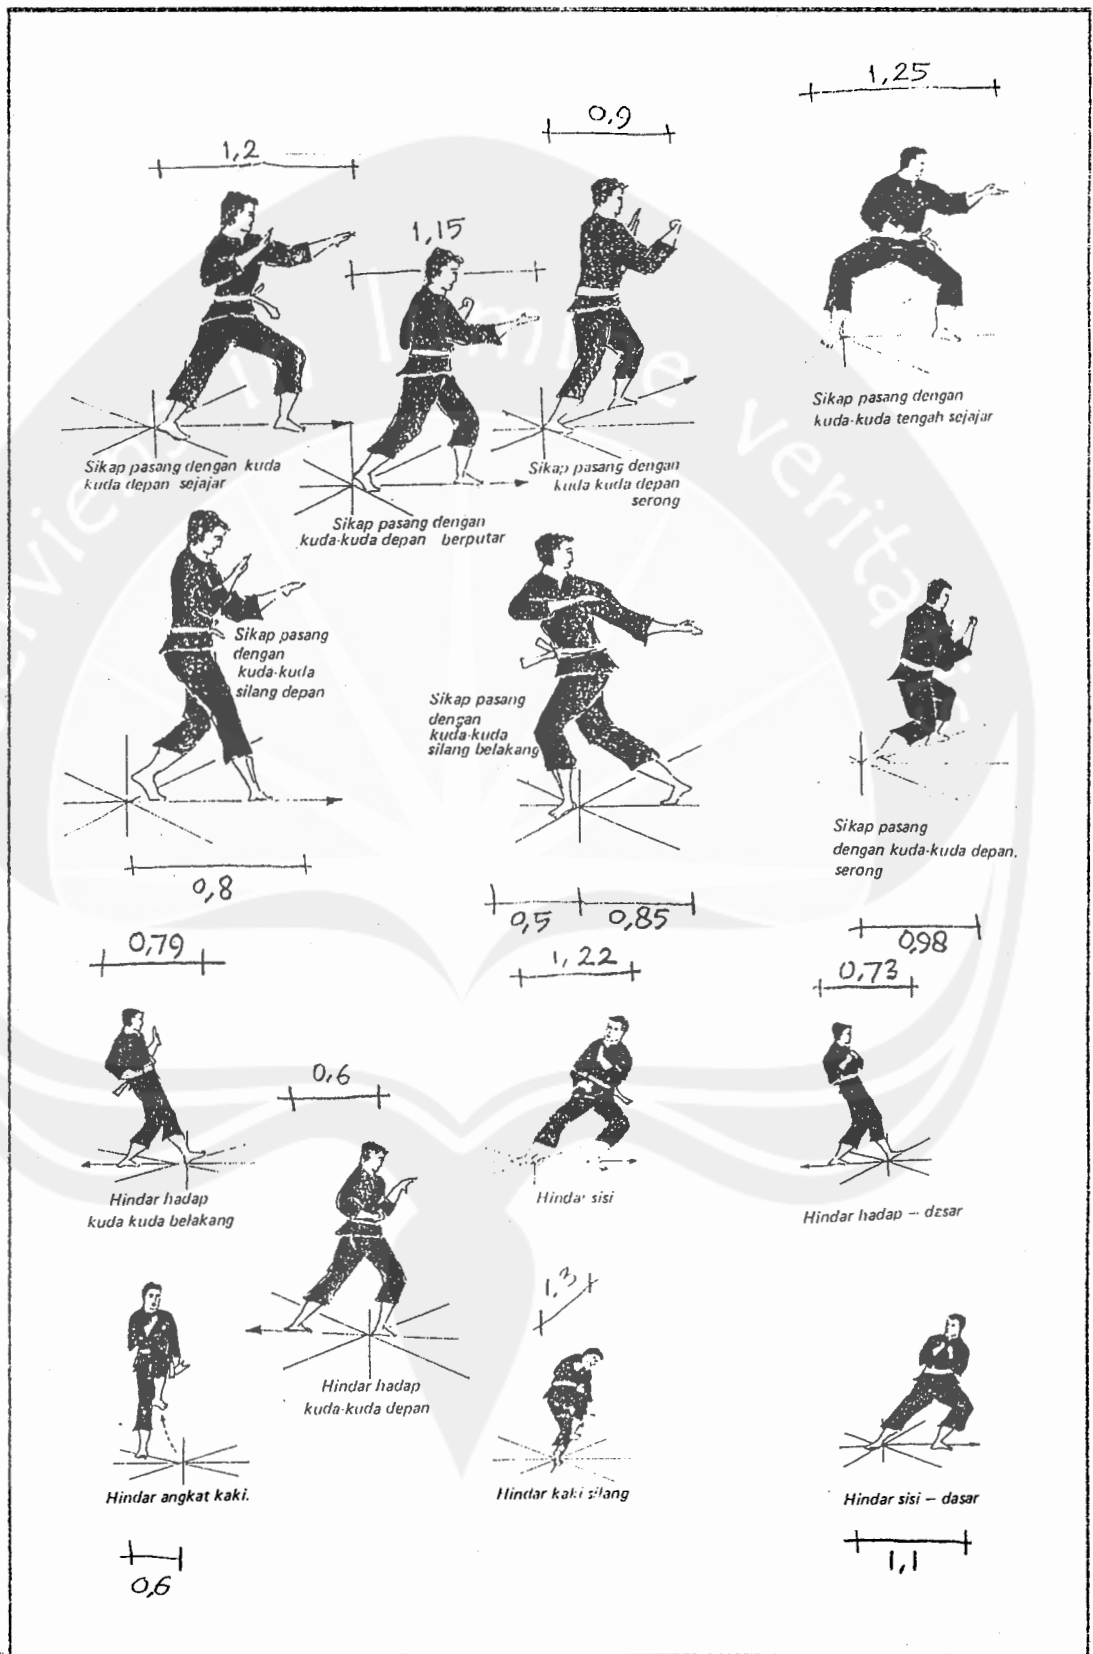 1,25
0,9
1,2
1,15
Sikap pasang dengan
kuda-kuda tengah sejajar
Sikap pasang dengan kuda
kuda depan sejajar
Sikap pasang dengan
kuda kuda depan
serong
Sikap pasang dengan
kuda-kuda depan berputar
Sikap pasang
dengan
kuda-kuda
silang depan
Sikap pasang
dengan
kuda-kuda
silang belakang
Sikap pasang
dengan kuda-kuda depan.
serong
0,8
0,5 0,85
0,98
0,79
1,22
0,73
0,6
Hindar hadap
kuda kuda belakang
Hindar sisi
Hindar hadap – dasar
1,3
Hindar hadap
kuda-kuda depan
Hindar angkat kaki.
Hindar kaki silang
Hindar sisi – dasar
0,6
1,1
serviens in lumine veritatis